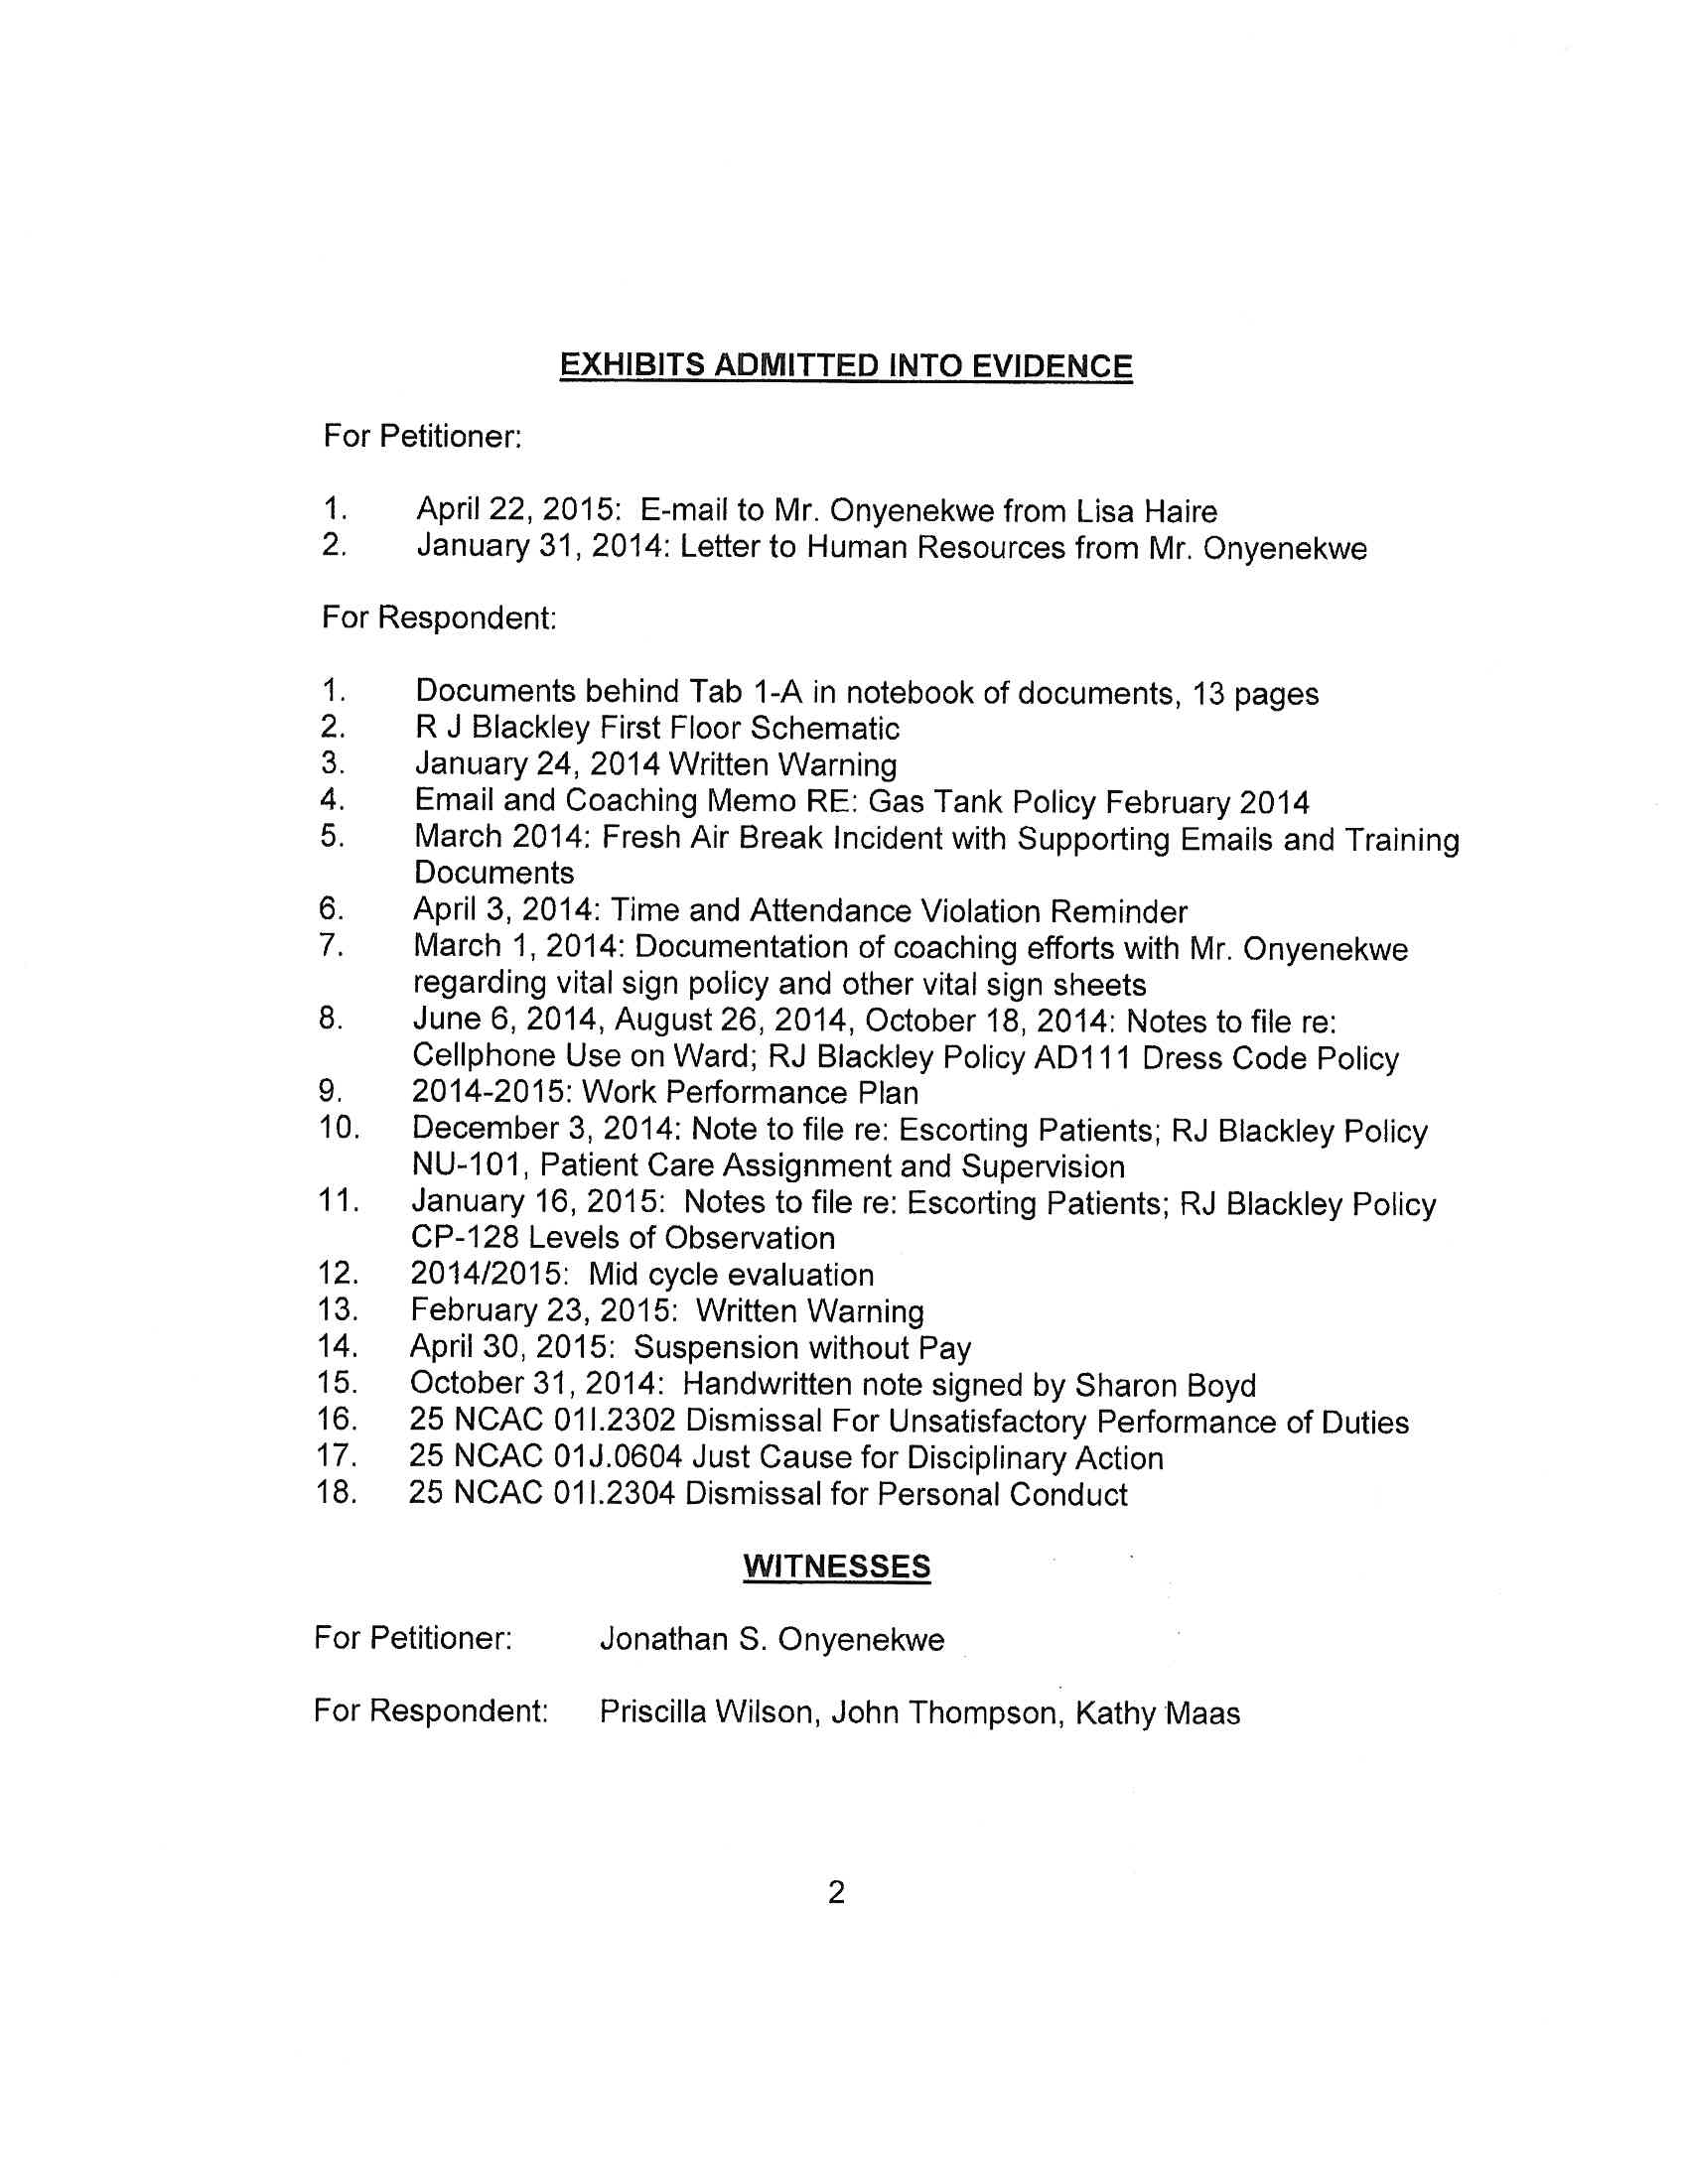 EXHIBITS ADMITTED INTO EVIDENCE
For Petitioner:
1. April 22, 2015: E-mail to Mr. Onyenekwe from Lisa Haire
2. January 31, 2014: Letter to Human Resources from Mr. Onyenekwe
For Respondent:
1. Documents behind Tab 1-A in notebook of documents, 13 pages
2. R J Blackley First Floor Schematic
3. January 24, 2014 Written Warning
4. Email and Coaching Memo RE: Gas Tank Policy February 2014
5. March 2014: Fresh Air Break Incident with Supporting Emails and Training
Documents
6. April 3, 2014: Time and Attendance Violation Reminder
7. March 1, 2014: Documentation of coaching efforts with Mr. Onyenekwe
regarding vital sign policy and other vital sign sheets
8. June 6, 2014, August 26, 2014, October 18, 2014: Notes to file re:
Cellphone Use on Ward; RJ Blackley Policy AD111 Dress Code Policy
9. 2014-2015: Work Performance Plan
10. December 3, 2014: Note to file re: Escorting Patients; RJ Blackley Policy
NU-101, Patient Care Assignment and Supervision
11. January 16, 2015: Notes to file re: Escorting Patients; RJ Blackley Policy
CP-128 Levels of Observation
12. 2014/2015: Mid cycle evaluation
13. February 23, 2015: Written Warning
14. April 30, 2015: Suspension without Pay
15. October 31, 2014: Handwritten note signed by Sharon Boyd
16. 25 NCAC 01I.2302 Dismissal For Unsatisfactory Performance of Duties
17. 25 NCAC 01J.0604 Just Cause for Disciplinary Action
18. 25 NCAC 01I.2304 Dismissal for Personal Conduct
WITNESSES
For Petitioner: Jonathan S. Onyenekwe
For Respondent: Priscilla Wilson, John Thompson, Kathy Maas
2